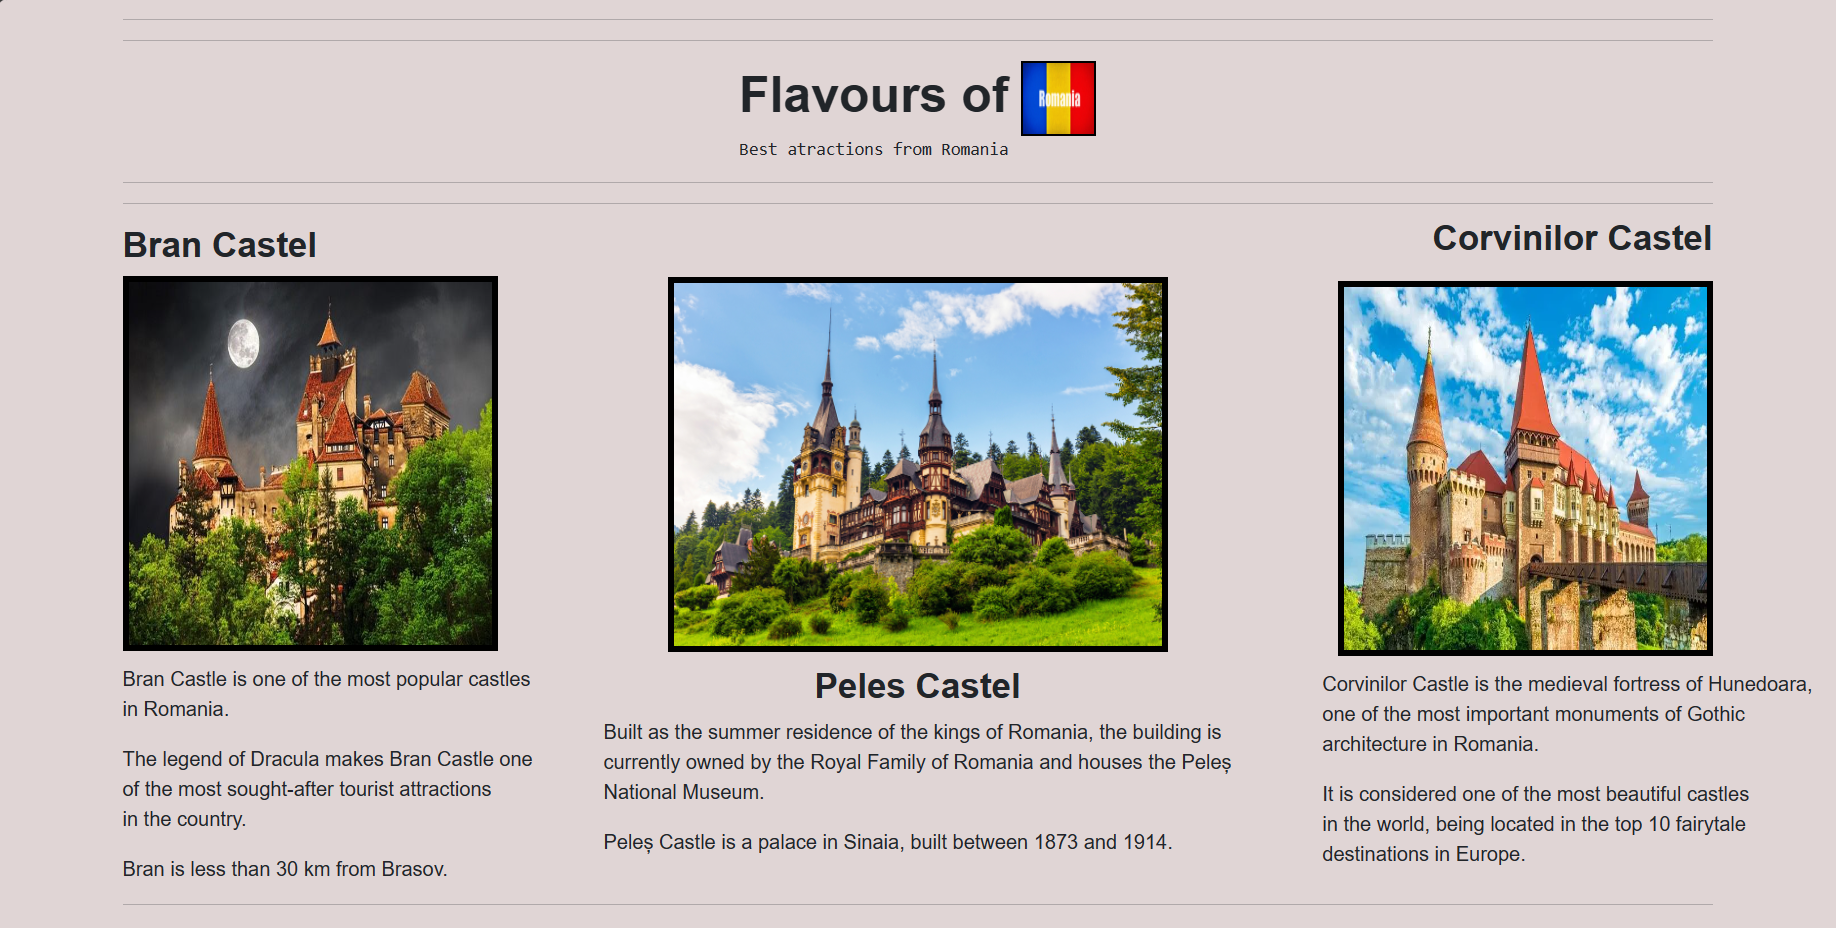 Flavours of
Romania
Best atractions from Romania
Bran Castel
Bran Castle is one of the most popular castles
in Romania.
The legend of Dracula makes Bran Castle one
of the most sought-after tourist attractions
in the country.
Bran is less than 30 km from Brasov.
Peles Castel
Built as the summer residence of the kings of Romania, the building is
currently owned by the Royal Family of Romania and houses the Peleș
National Museum.
Peleș Castle is a palace in Sinaia, built between 1873 and 1914.
Corvinilor Castel
Corvinilor Castle is the medieval fortress of Hunedoara,
one of the most important monuments of Gothic
architecture in Romania.
It is considered one of the most beautiful castles
in the world, being located in the top 10 fairytale
destinations in Europe.